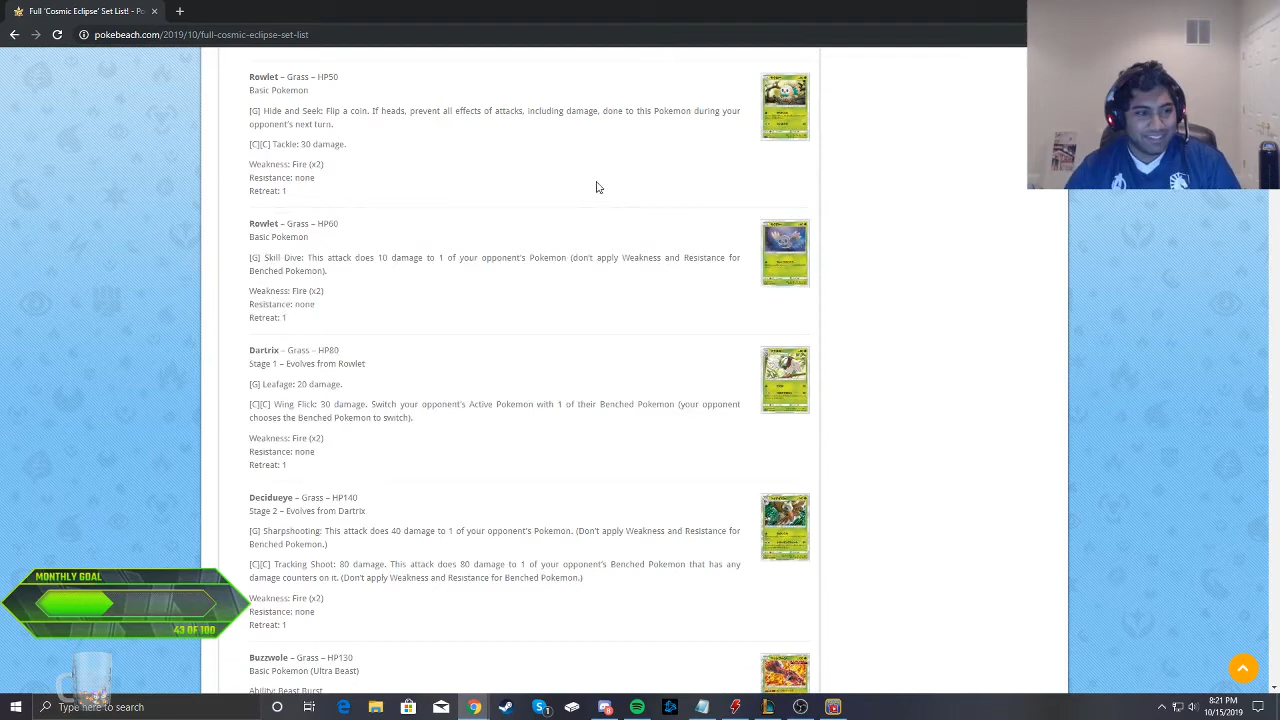 Full 'Cosmic Eclipse' Set List! - Po
pokebeach.com/2019/10/full-cosmic-eclipse-set-list
Rowlet – Grass – HP50
Basic Pokemon
[G] Hide and Seek: Flip a coin. If heads, prevent all effects of attacks, including damage, done to this Pokemon during your
opponent's next turn.
[C][C] Tackle: 30 damage.
Weakness: Fire (x2)
Resistance: none
Retreat: 1
Rowlet – Grass – HP60
Basic Pokemon
[G] Skill Dive: This attack does 10 damage to 1 of your opponent's Pokemon (don't apply Weakness and Resistance for
Benched Pokemon).
Weakness: Fire (x2)
Resistance: none
Retreat: 1
Dartrix – Grass – HP80
Stage 1 – Evolves from Rowlet
[G] Leafage: 20 damage.
[C][C] Wing Flick: 30 damage. Switch your opponent's Active Pokemon with 1 of their Benched Pokemon (your opponent
chooses the Benched Pokemon to switch).
Weakness: Fire (x2)
Resistance: none
Retreat: 1
Decidueye – Grass – HP140
Stage 2 – Evolves from Dartrix
[G] Sharpshooting: This attack does 40 damage to 1 of your opponent's Pokemon. (Don't apply Weakness and Resistance for
Benched Pokemon.)
[C][C] Tracking Shoot: damage. This attack does 80 damage to 1 of your opponent's Benched Pokemon that has any
damage counters on it. (Don't apply Weakness and Resistance for Benched Pokemon.)
Weakness: Fire (x2)
Resistance: none
Retreat: 1
Buzzwole – Grass – HP130
Basic Pokemon (Ultra Beast)
Ability: Beast Burst
MONTHLY GOAL
43 OF 100
Type here to search
8:21 PM
10/15/2019